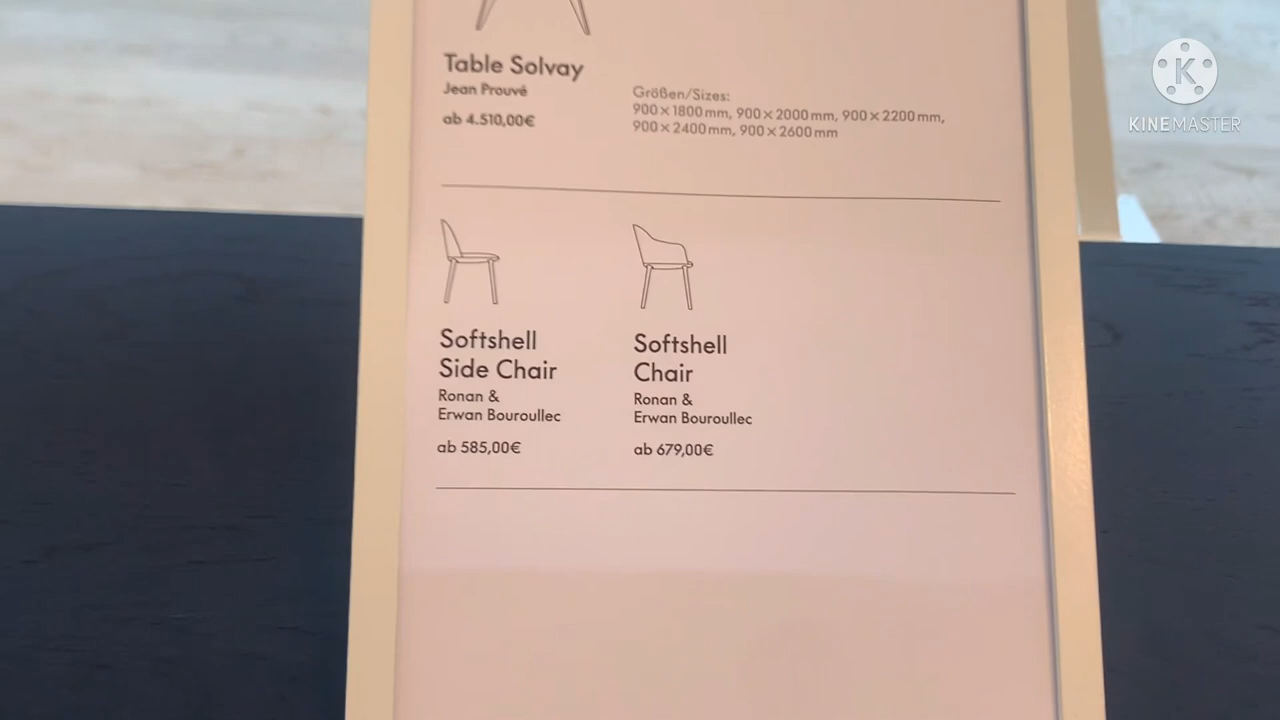 Table Solvay
Jean Prouvé
ab 4.510,00€
Größen/Sizes:
900 × 1800 mm, 900 × 2000 mm, 900 × 2200 mm,
900 × 2400 mm, 900 × 2600 mm
Softshell
Side Chair
Ronan &
Erwan Bouroullec
ab 585,00€
Softshell
Chair
Ronan &
Erwan Bouroullec
ab 679,00€
K
KINEMASTER